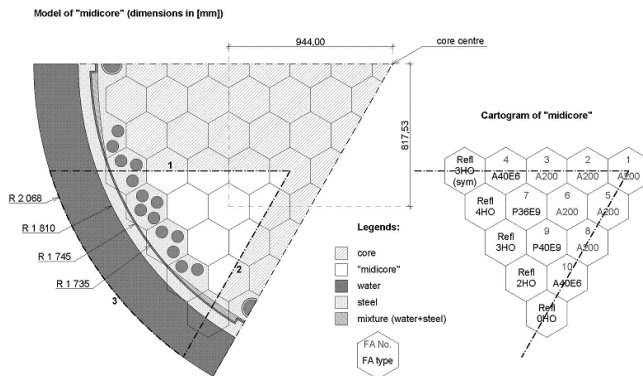 Model of "midicore" (dimensions in [mm])
944,00
core centre
817,53
Cartogram of "midicore"
1
R 2 068
R 1 810
R 1 745
R 1 735
2
3
Legends:
core
"midicore"
water
steel
mixture (water+steel)
FA No.
FA type
Refl
3HO
(sym)
4
A40E6
3
A200
2
A200
1
A200
Refl
4HO
7
P36E9
6
A200
5
A200
Refl
3HO
9
P40E9
8
A200
Refl
2HO
10
A40E6
Refl
0HO